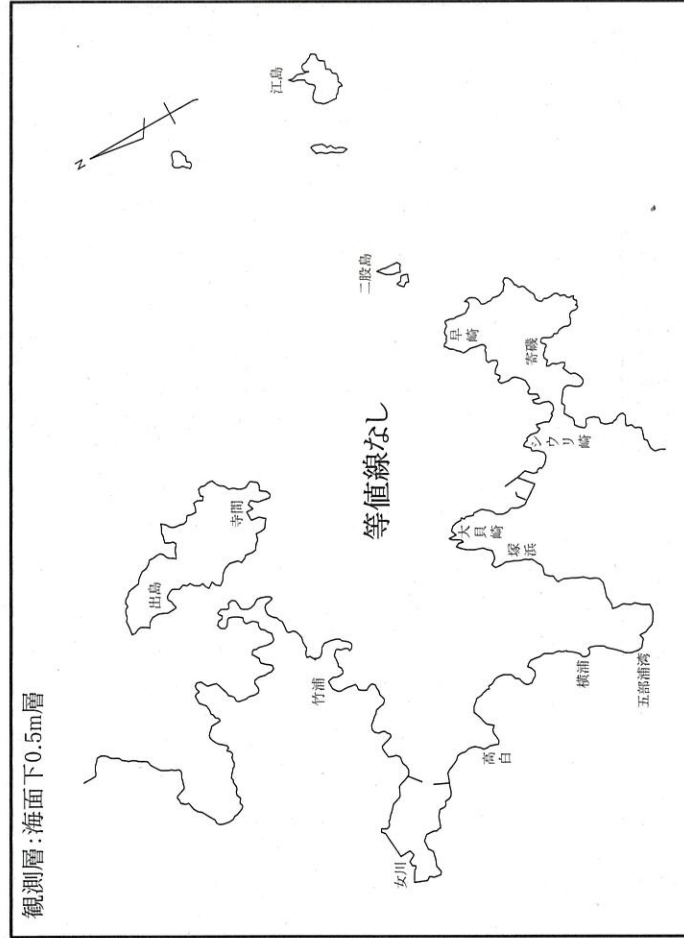 観測層：海面下0.5m層
N
江島
二股島
早崎
寄磯
シウリ崎
等値線なし
大貝崎
塚浜
寺間
出島
竹浦
横浦
五部浦湾
高白
女川